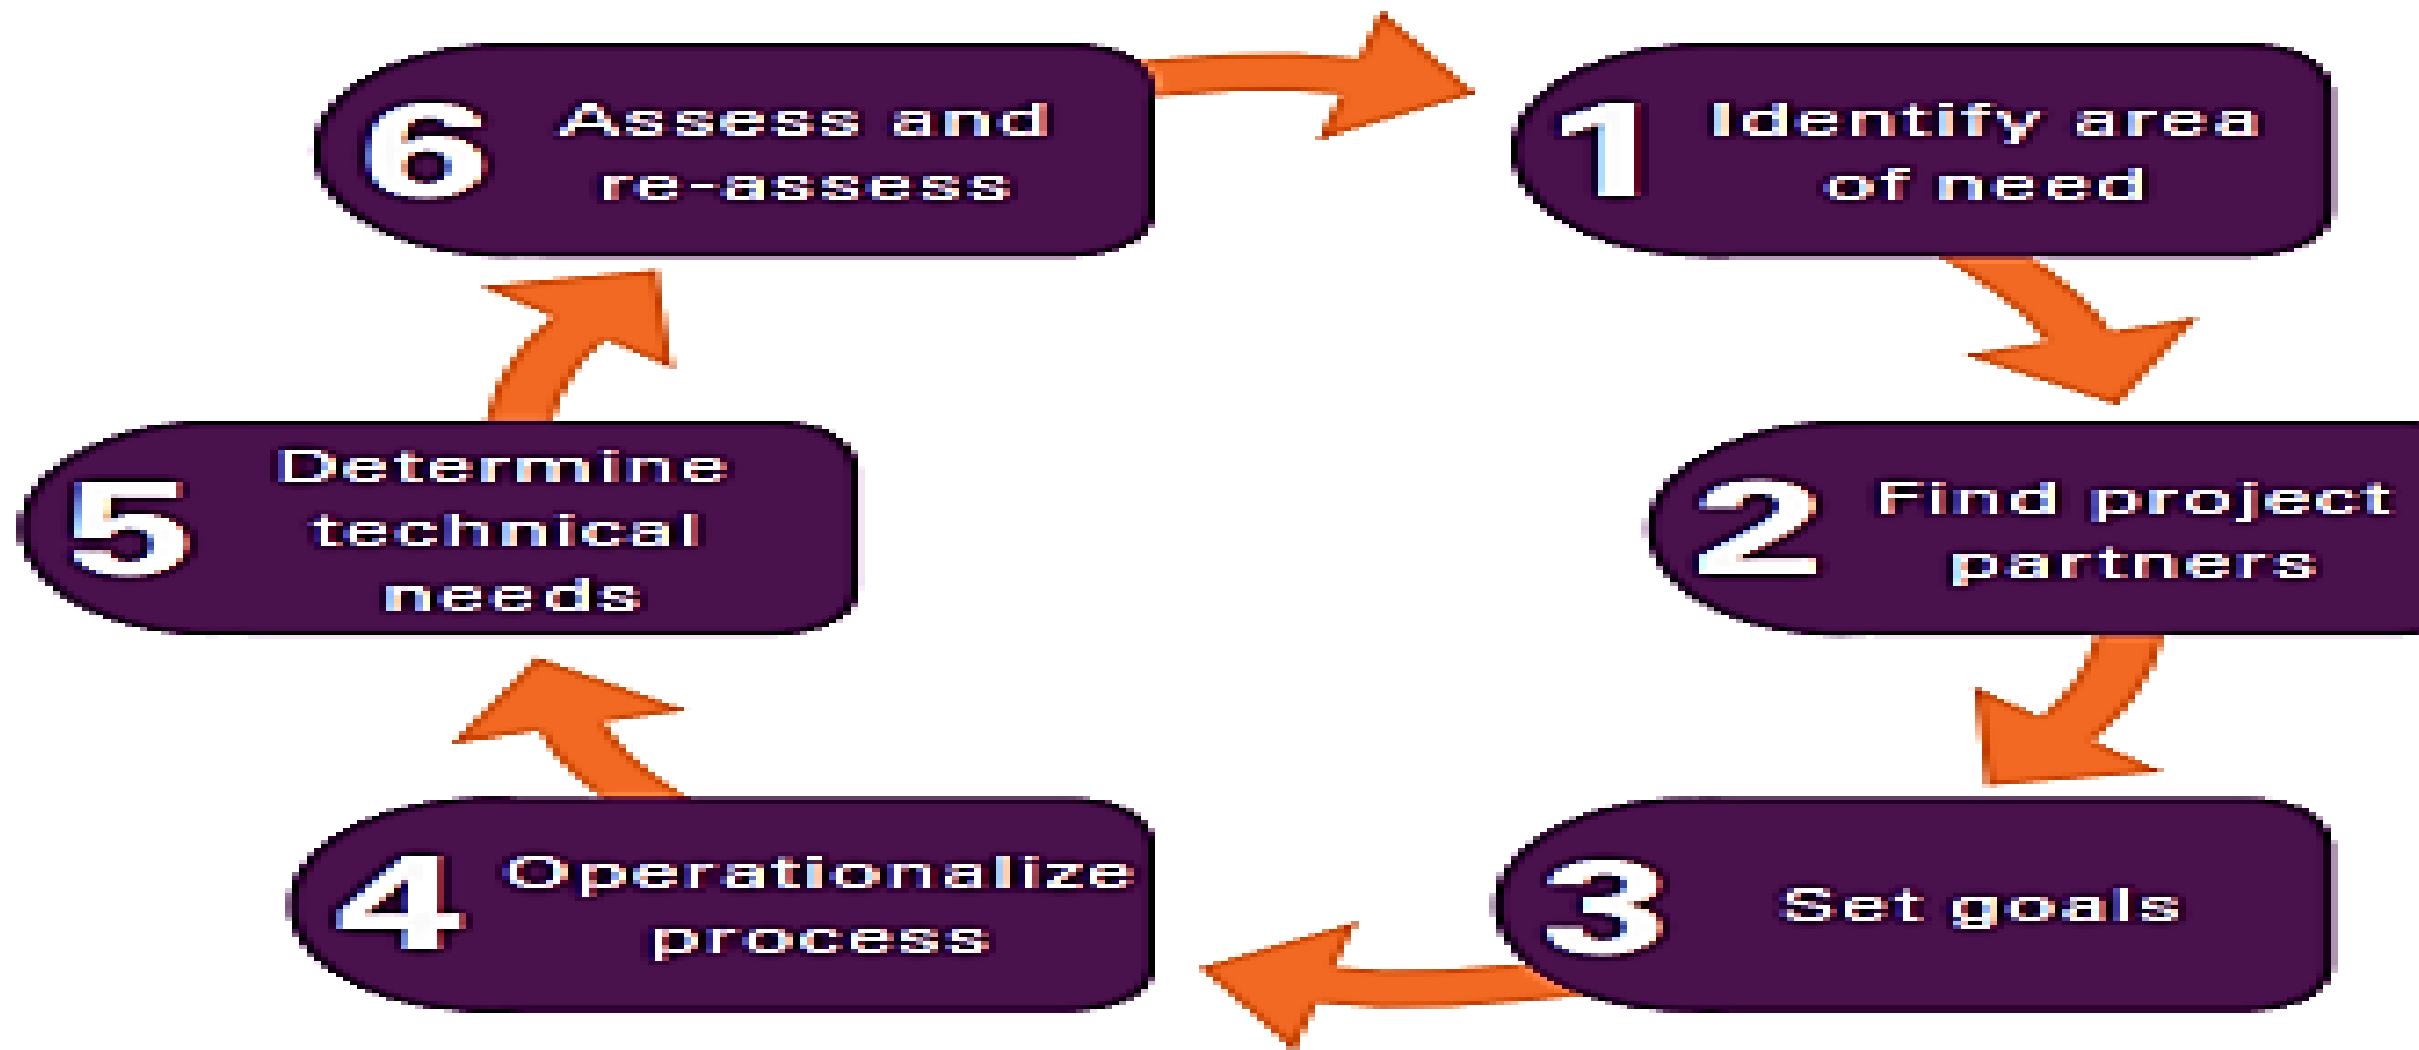 1
Identify area
of need
2
Find project
partners
3
Set goals
4
Operationalize
process
5
Determine
technical
needs
6
Assess and
re-assess